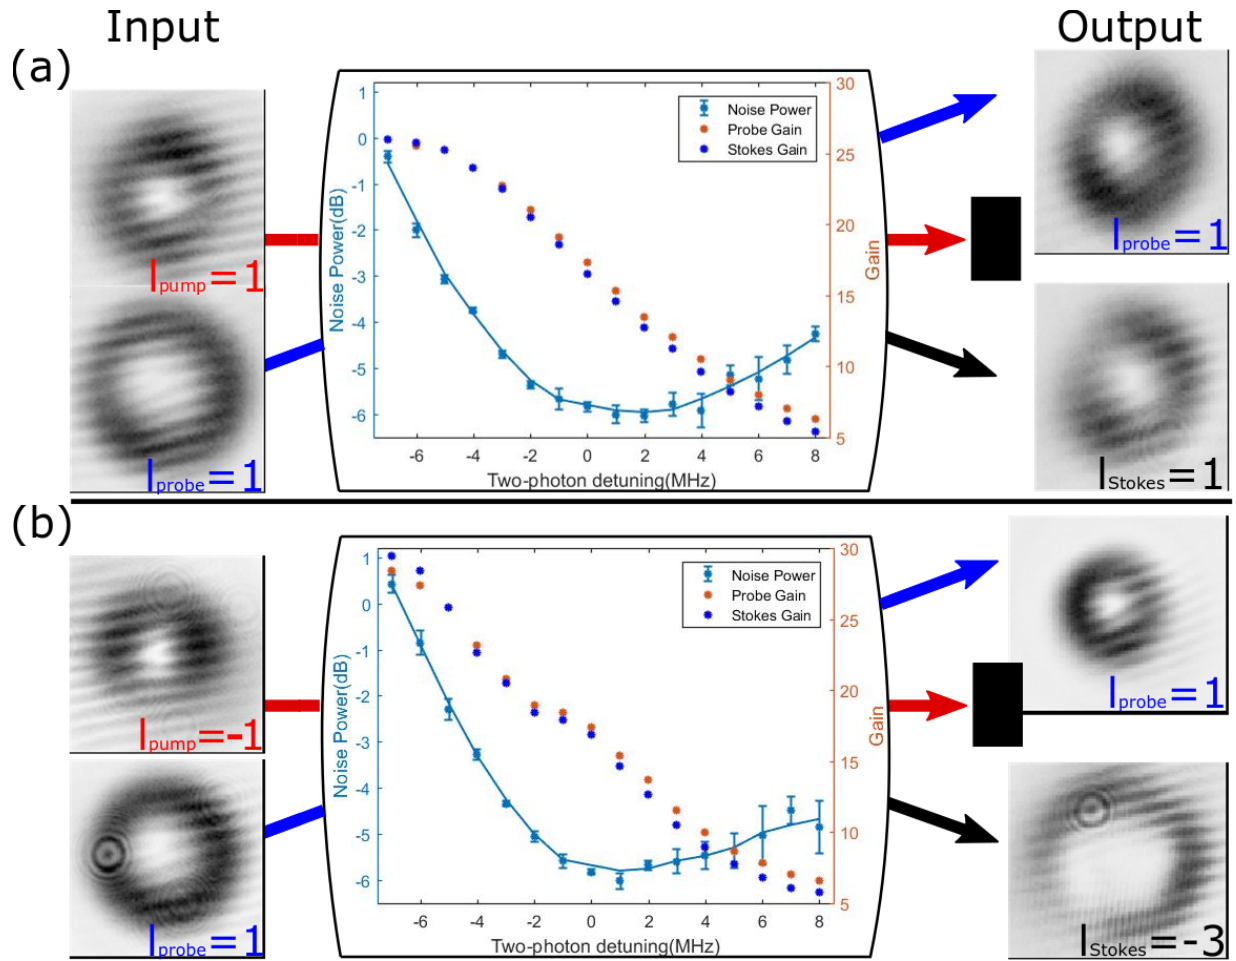 Input
Output
(a)
1
0
-1
-2
-3
-4
-5
-6
Noise Power(dB)
-6
-4
-2
0
2
4
6
8
Two-photon detuning(MHz)
30
25
20
15
10
5
Gain
Noise Power
Probe Gain
Stokes Gain
lpump=1
lprobe=1
lprobe=1
lStokes=1
(b)
1
0
-1
-2
-3
-4
-5
-6
Noise Power(dB)
-6
-4
-2
0
2
4
6
8
Two-photon detuning(MHz)
30
25
20
15
10
5
Gain
Noise Power
Probe Gain
Stokes Gain
lpump=-1
lprobe=1
lprobe=1
lStokes=-3